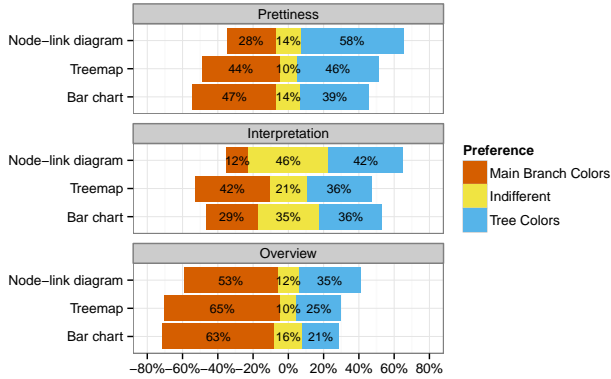 Prettiness
Node-link diagram 28% 14% 58%
Treemap 44% 10% 46%
Bar chart 47% 14% 39%
Interpretation
Node-link diagram 12% 46% 42%
Treemap 42% 21% 36%
Bar chart 29% 35% 36%
Preference
Main Branch Colors
Indifferent
Tree Colors
Overview
Node-link diagram 53% 12% 35%
Treemap 65% 10% 25%
Bar chart 63% 16% 21%
-80% -60% -40% -20% 0% 20% 40% 60% 80%